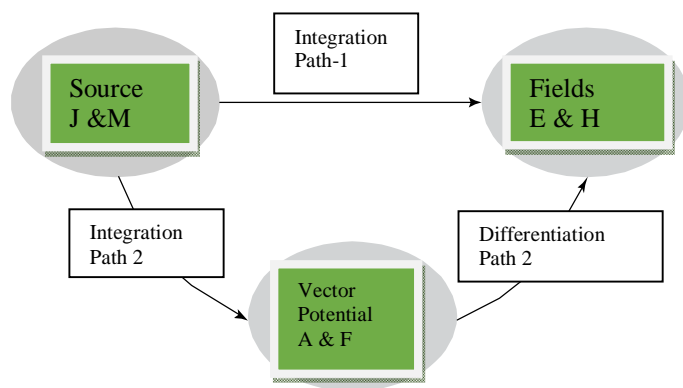 Integration
Path-1
Source
J &M
Fields
E & H
Integration
Path 2
Differentiation
Path 2
Vector
Potential
A & F